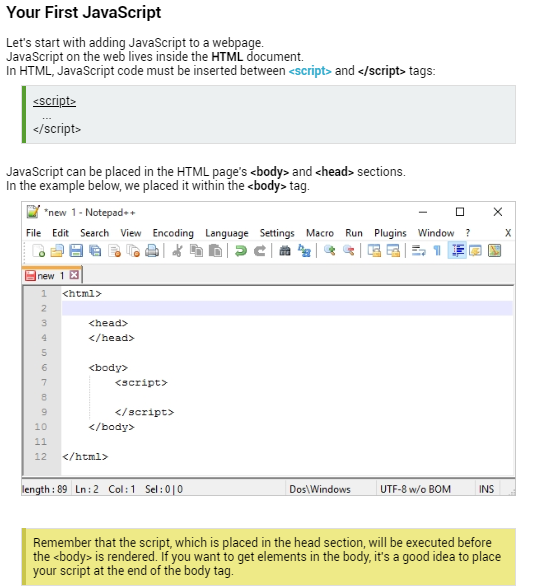 Your First JavaScript
Let's start with adding JavaScript to a webpage.
JavaScript on the web lives inside the HTML document.
In HTML, JavaScript code must be inserted between <script> and </script> tags:
<script>
...
</script>
JavaScript can be placed in the HTML page's <body> and <head> sections.
In the example below, we placed it within the <body> tag.
*new 1 - Notepad++
File Edit Search View Encoding Language Settings Macro Run Plugins Window ? X
new 1
1 <html>
2
3 <head>
4 </head>
5
6 <body>
7 <script>
8
9 </script>
10 </body>
11
12 </html>
length : 89 Ln : 2 Col : 1 Sel : 0 | 0 Dos\Windows UTF-8 w/o BOM INS
Remember that the script, which is placed in the head section, will be executed before
the <body> is rendered. If you want to get elements in the body, it's a good idea to place
your script at the end of the body tag.